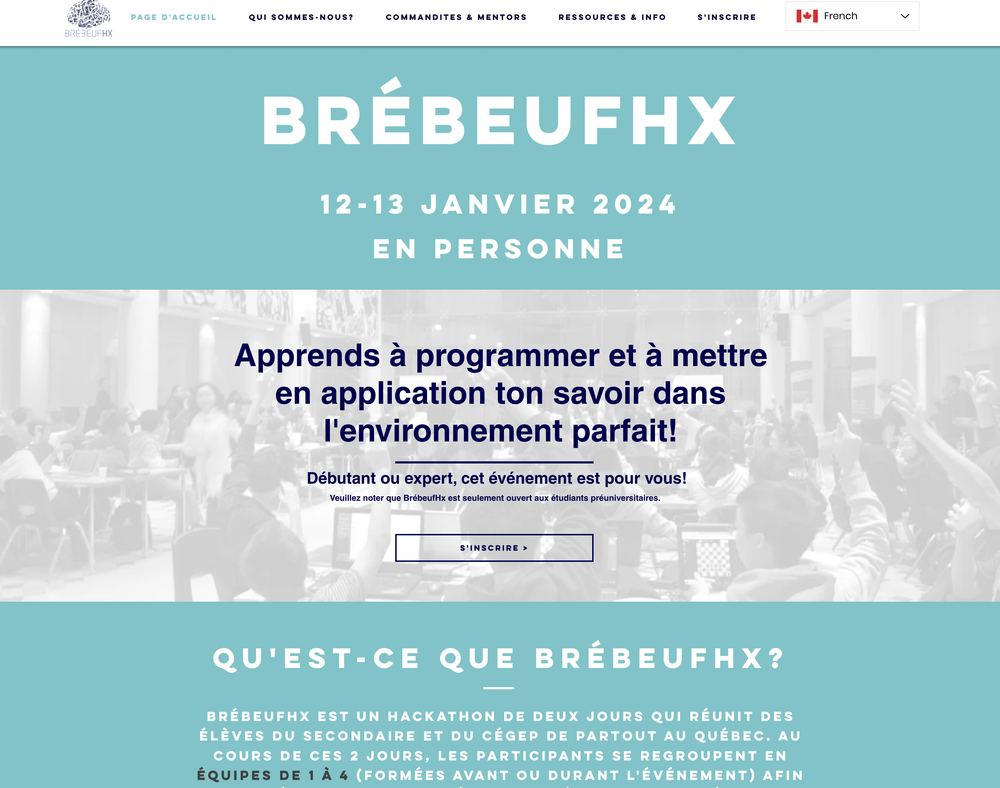 BREBEUFHX
PAGE D'ACCUEIL
QUI SOMMES-NOUS?
COMMANDITES & MENTORS
RESSOURCES & INFO
S'INSCRIRE
French
BRÉBEUFHX
12-13 JANVIER 2024
EN PERSONNE
Apprends à programmer et à mettre
en application ton savoir dans
l'environnement parfait!
Débutant ou expert, cet événement est pour vous!
Veuillez noter que BrébeufHx est seulement ouvert aux étudiants préuniversitaires.
S'INSCRIRE >
QU'EST-CE QUE BRÉBEUFHX?
BRÉBEUFHX EST UN HACKATHON DE DEUX JOURS QUI RÉUNIT DES
ÉLÈVES DU SECONDAIRE ET DU CÉGEP DE PARTOUT AU QUÉBEC. AU
COURS DE CES 2 JOURS, LES PARTICIPANTS SE REGROUPENT EN
ÉQUIPES DE 1 À 4 (FORMÉES AVANT OU DURANT L'ÉVÉNEMENT) AFIN